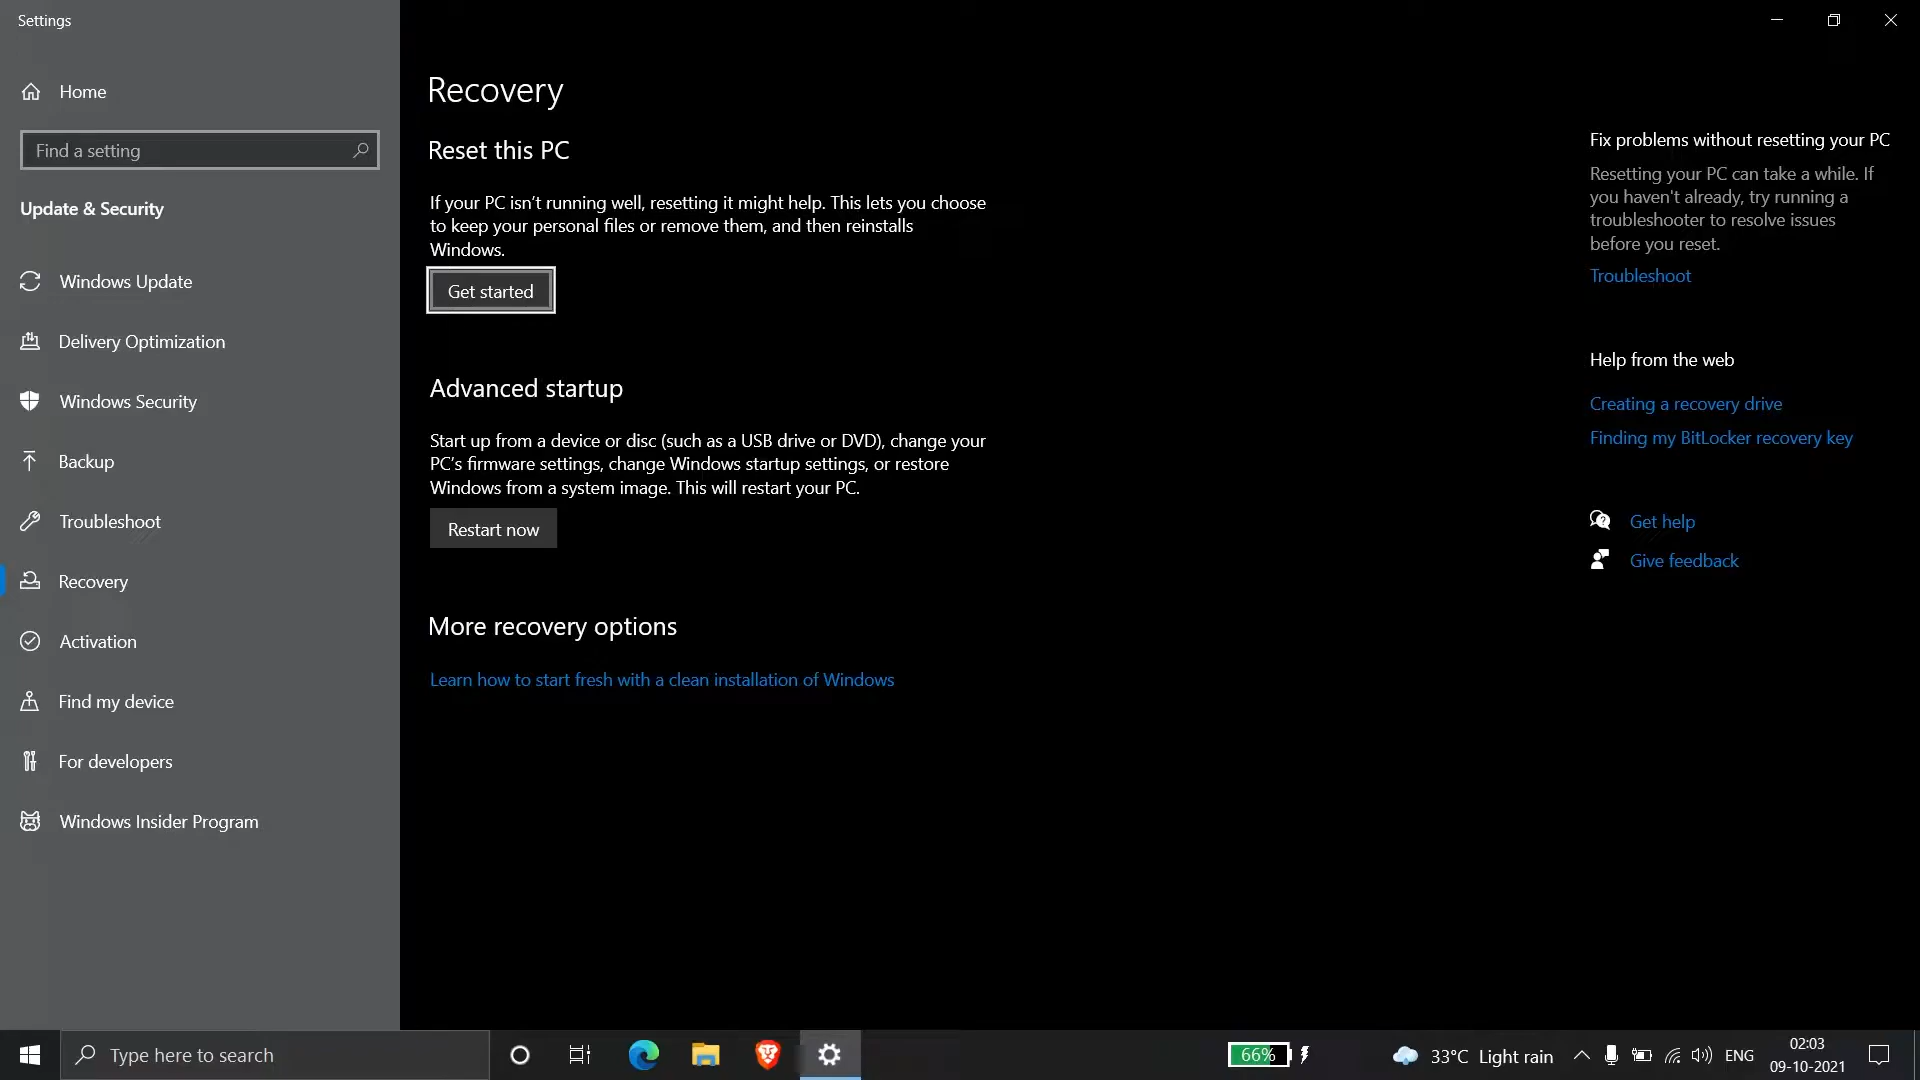 Settings
Home
Find a setting
Update & Security
Windows Update
Delivery Optimization
Windows Security
Backup
Troubleshoot
Recovery
Activation
Find my device
For developers
Windows Insider Program
Recovery
Reset this PC
If your PC isn't running well, resetting it might help. This lets you choose
to keep your personal files or remove them, and then reinstalls
Windows.
Get started
Advanced startup
Start up from a device or disc (such as a USB drive or DVD), change your
PC's firmware settings, change Windows startup settings, or restore
Windows from a system image. This will restart your PC.
Restart now
More recovery options
Learn how to start fresh with a clean installation of Windows
Fix problems without resetting your PC
Resetting your PC can take a while. If
you haven't already, try running a
troubleshooter to resolve issues
before you reset.
Troubleshoot
Help from the web
Creating a recovery drive
Finding my BitLocker recovery key
Get help
Give feedback
Type here to search
66%
33°C Light rain
ENG
02:03
09-10-2021